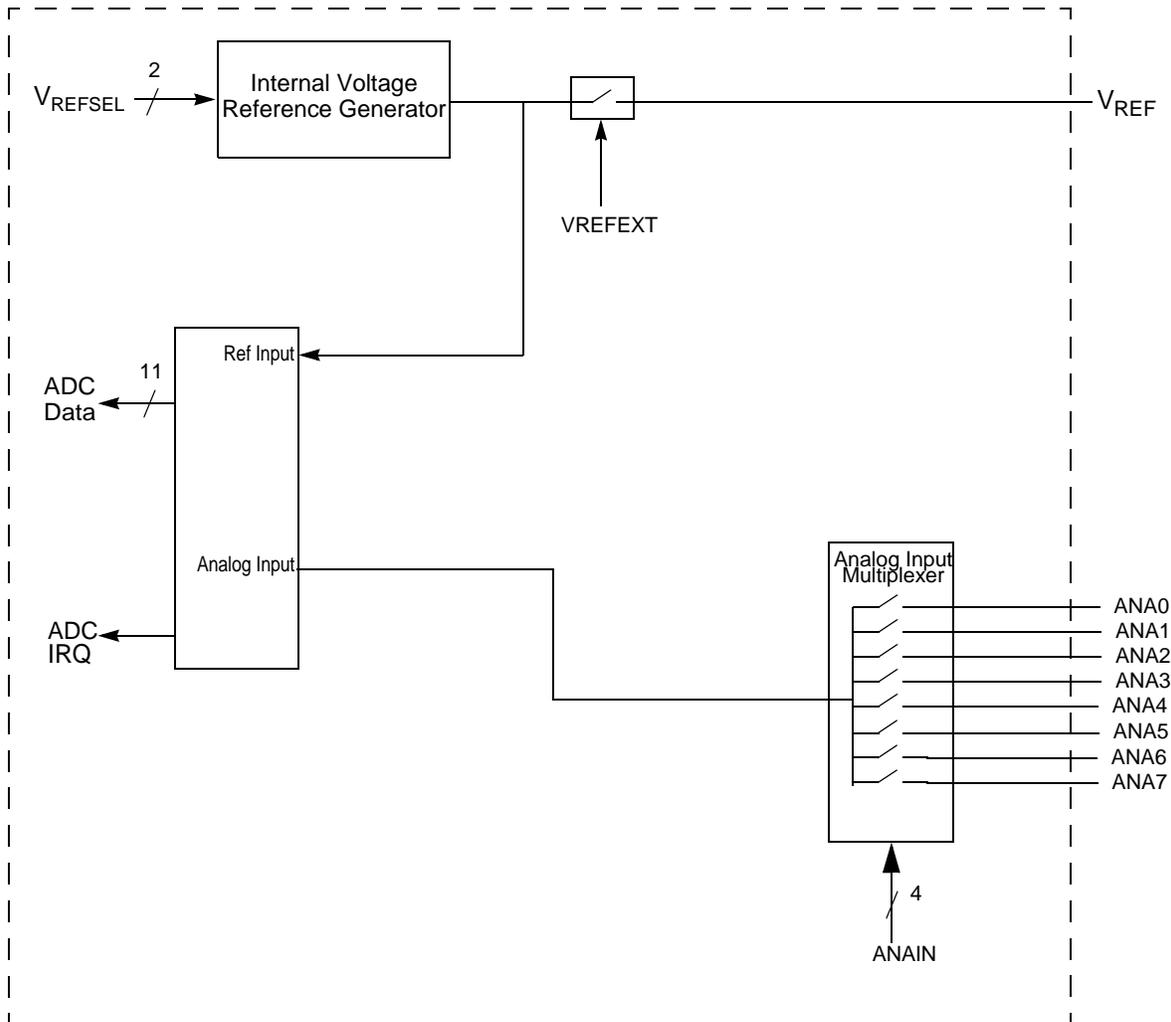 2
VREFSEL
Internal Voltage
Reference Generator
VREF
VREFEXT
Ref Input
11
ADC
Data
Analog Input
ADC
IRQ
Analog Input
Multiplexer
ANA0
ANA1
ANA2
ANA3
ANA4
ANA5
ANA6
ANA7
4
ANAIN